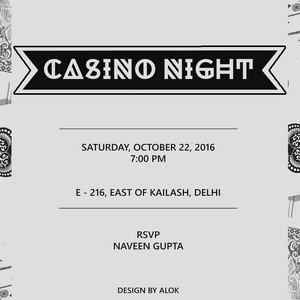 CASINO NIGHT
SATURDAY, OCTOBER 22, 2016
7:00 PM
E - 216, EAST OF KAILASH, DELHI
RSVP
NAVEEN GUPTA
DESIGN BY ALOK